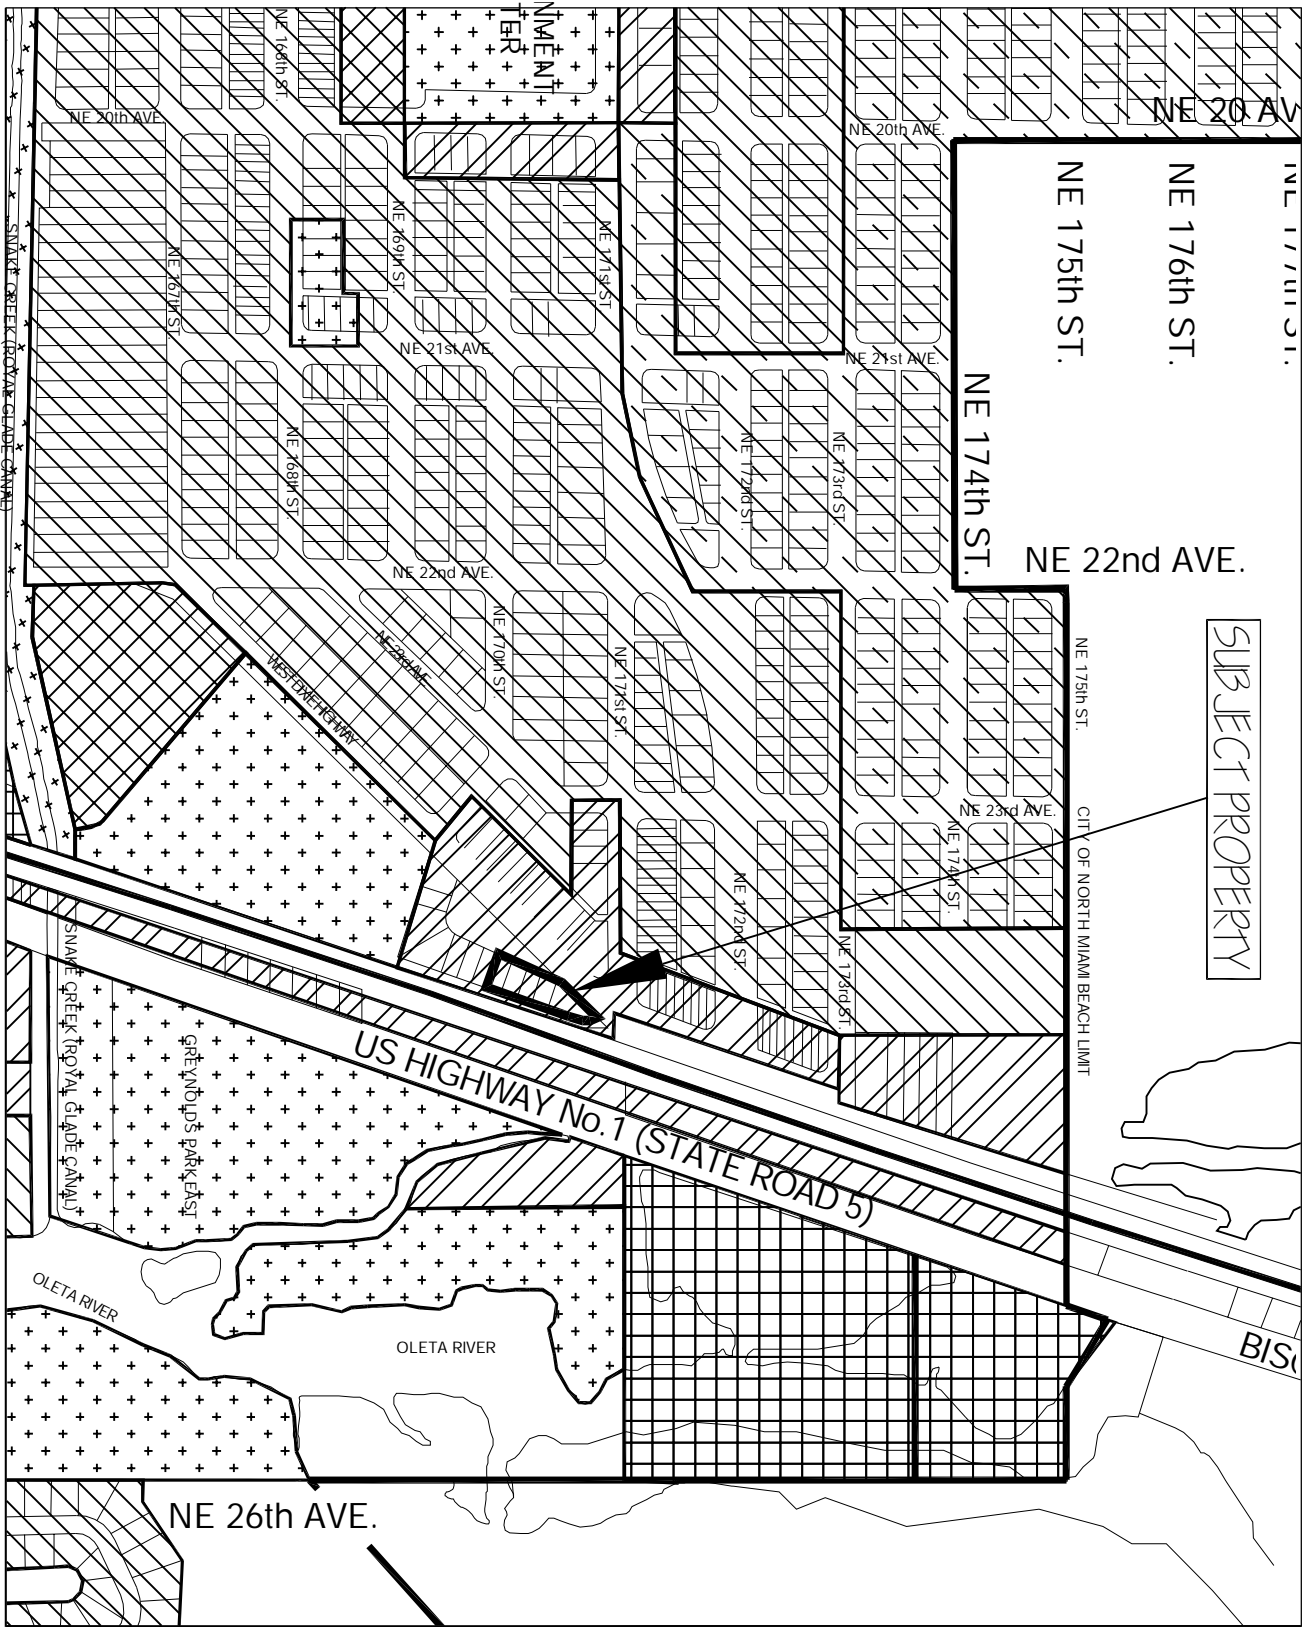 NMENT
TER
NE 168th ST.
NE 20th AVE.
NE 20th AVE.
NE 20 AV
NE 175th ST.
NE 176th ST.
SNAKE CREEK (ROYAL GLADE CANAL)
NE 167th ST.
NE 169th ST.
NE 171st ST.
NE 21st AVE.
NE 21st AVE.
NE 174th ST.
NE 168th ST.
NE 172nd ST.
NE 173rd ST.
NE 22nd AVE.
NE 22nd AVE.
NE 170th ST.
NE 171st ST.
NE 23rd AVE.
WEST DIXIE HIGHWAY
NE 175th ST.
SUBJECT PROPERTY
NE 23rd AVE.
NE 174th ST.
CITY OF NORTH MIAMI BEACH LIMIT
NE 172nd ST.
NE 173rd ST.
SNAKE CREEK (ROYAL GLADE CANAL)
GREYNOLDS PARK EAST
US HIGHWAY No.1 (STATE ROAD 5)
OLETA RIVER
OLETA RIVER
NE 26th AVE.